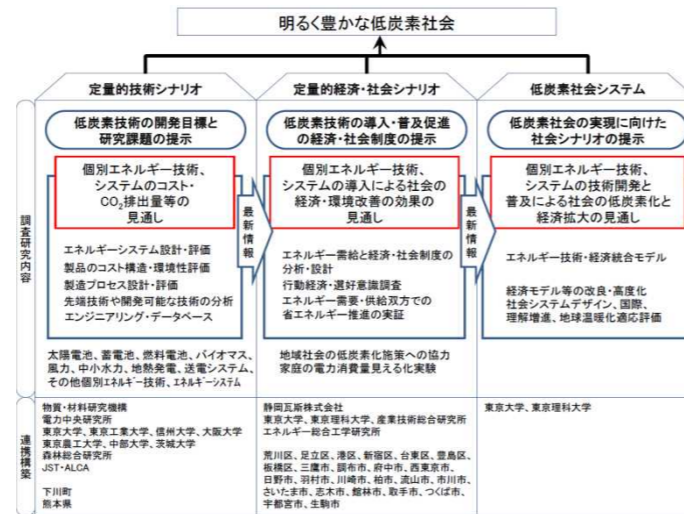 明るく豊かな低炭素社会
定量的技術シナリオ
低炭素技術の開発目標と
研究課題の提示
個別エネルギー技術、
システムのコスト・
CO₂排出量等の
見通し
エネルギーシステム設計・評価
製品のコスト構造・環境性評価
製造プロセス設計・評価
先端技術や開発可能な技術の分析
エンジニアリング・データベース
太陽電池、蓄電池、燃料電池、バイオマス、
風力、中小水力、地熱発電、送電システム、
その他個別エネルギー技術、エネルギーシステム
最新情報
定量的経済・社会シナリオ
低炭素技術の導入・普及促進
の経済・社会制度の提示
個別エネルギー技術、
システムの導入による社会の
経済・環境改善の効果の
見通し
エネルギー需給と経済・社会制度の
分析・設計
行動経済・選好意識調査
エネルギー需要・供給双方での
省エネルギー推進の実証
地域社会の低炭素化施策への協力
家庭の電力消費量見える化実験
最新情報
低炭素社会システム
低炭素社会の実現に向けた
社会シナリオの提示
個別エネルギー技術、
システムの技術開発と
普及による社会の低炭素化と
経済拡大の見通し
エネルギー技術・経済統合モデル
経済モデル等の改良・高度化
社会システムデザイン、国際、
理解増進、地球温暖化適応評価
調査研究内容
連携構築
物質・材料研究機構
電力中央研究所
東京大学、東京工業大学、信州大学、大阪大学
東京農工大学、中部大学、茨城大学
森林総合研究所
JST・ALCA
下川町
熊本県
静岡瓦斯株式会社
東京大学、東京理科大学、産業技術総合研究所
エネルギー総合工学研究所
荒川区、足立区、港区、新宿区、台東区、豊島区、
板橋区、三鷹市、調布市、府中市、西東京市、
日野市、羽村市、川崎市、柏市、流山市、市川市、
さいたま市、志木市、館林市、取手市、つくば市、
宇都宮市、生駒市
東京大学、東京理科大学